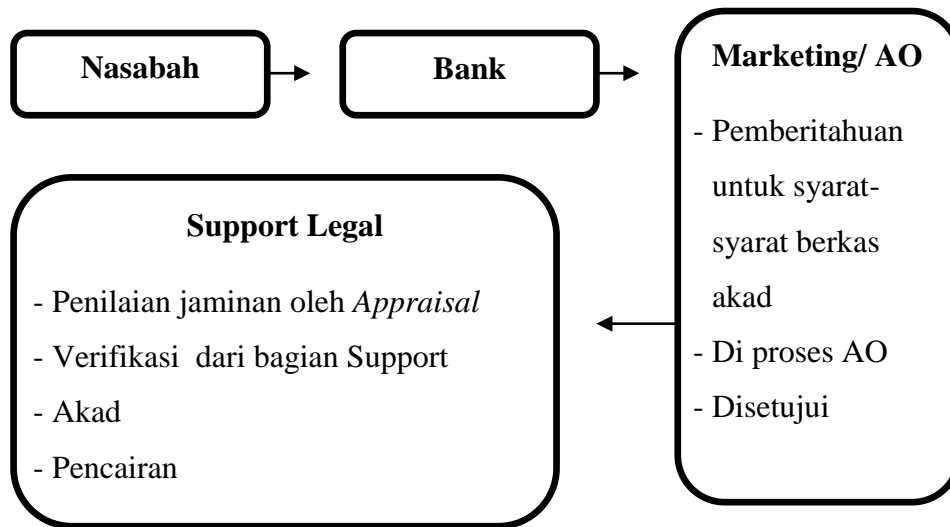 Nasabah
Bank
Marketing/ AO
- Pemberitahuan
untuk syarat-
syarat berkas
akad
- Di proses AO
- Disetujui
Support Legal
- Penilaian jaminan oleh Appraisal
- Verifikasi dari bagian Support
- Akad
- Pencairan